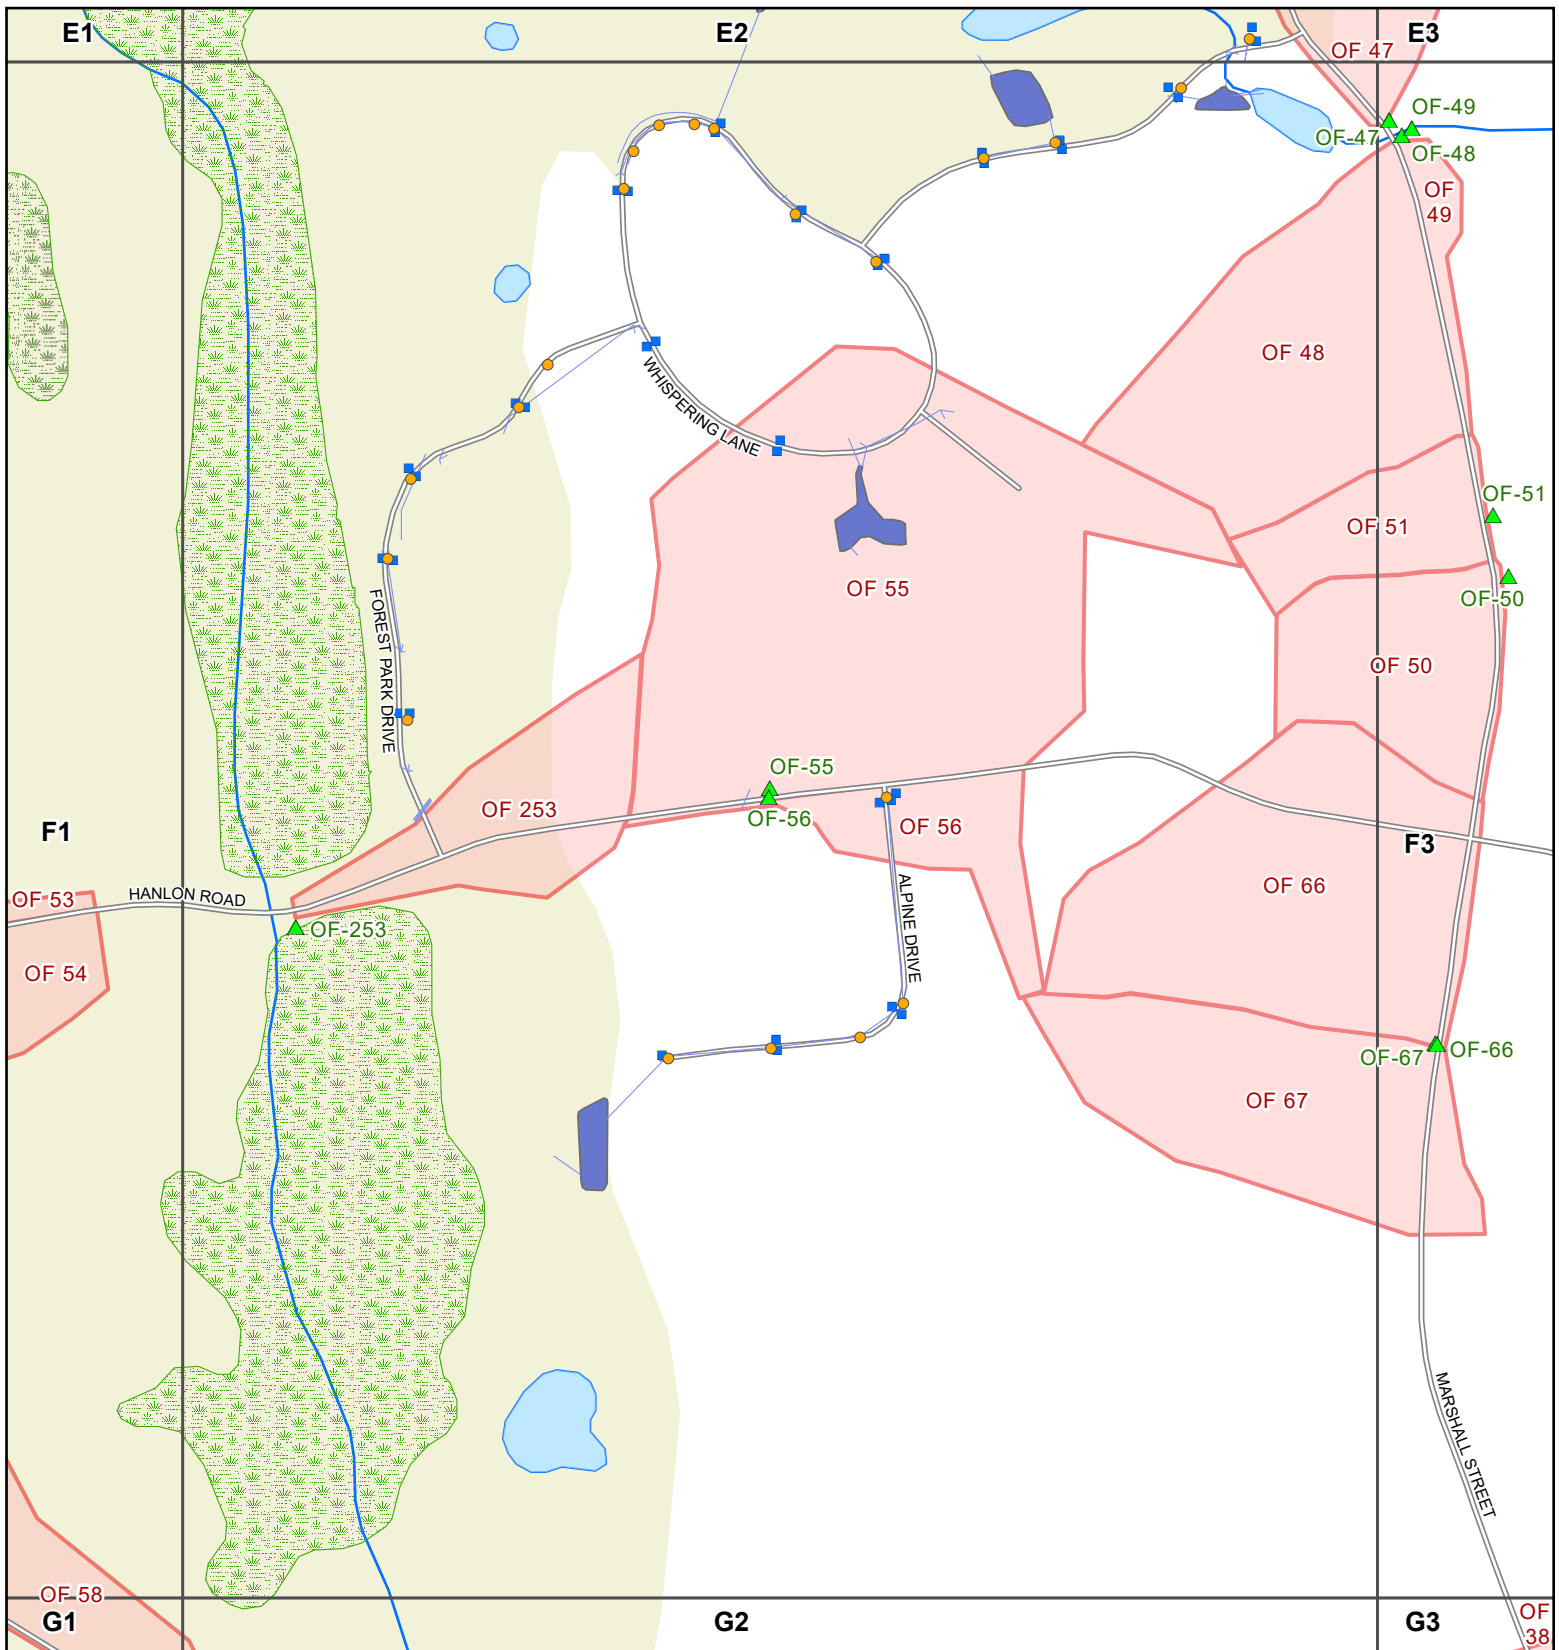 E1
E2
E3
OF 47
OF-49
OF-47
OF-48
OF
49
OF 48
WHISPERING LANE
OF-51
OF 51
OF 55
OF-50
FOREST PARK DRIVE
OF 50
OF-55
OF 253
OF-56
OF 56
F1
F3
HANLON ROAD
OF 53
ALPINE DRIVE
OF 66
OF-253
OF 54
OF-67
OF-66
OF 67
MARSHALL STREET
OF 58
G1
G2
G3
OF
38